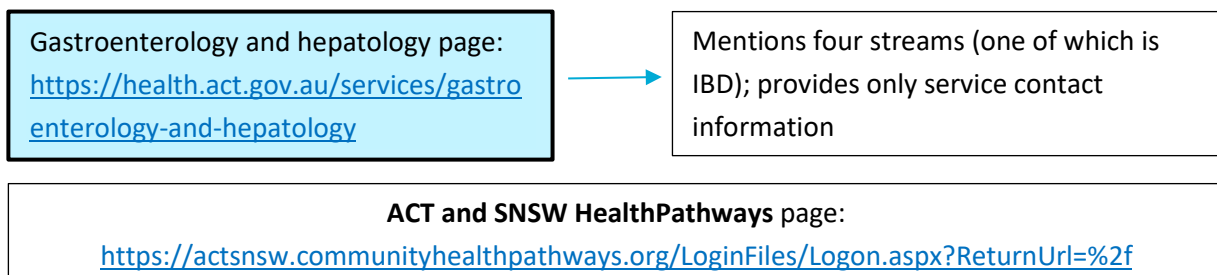 Gastroenterology and hepatology page:
https://health.act.gov.au/services/gastro
enterology-and-hepatology
Mentions four streams (one of which is
IBD); provides only service contact
information
ACT and SNSW HealthPathways page:
https://actsnsw.communityhealthpathways.org/LoginFiles/Logon.aspx?ReturnUrl=%2f